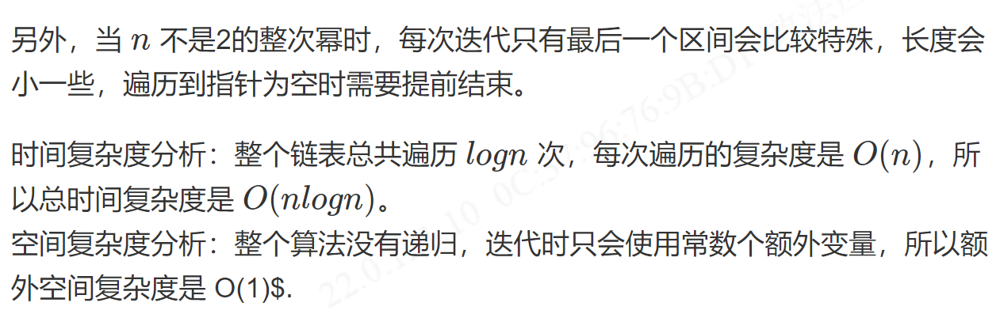 另外，当 n 不是2的整次幂时，每次迭代只有最后一个区间会比较特殊，长度会
小一些，遍历到指针为空时需要提前结束。
时间复杂度分析：整个链表总共遍历 logn 次，每次遍历的复杂度是 O(n)，所
以总时间复杂度是 O(nlogn)。
空间复杂度分析：整个算法没有递归，迭代时只会使用常数个额外变量，所以额
外空间复杂度是 O(1)$.